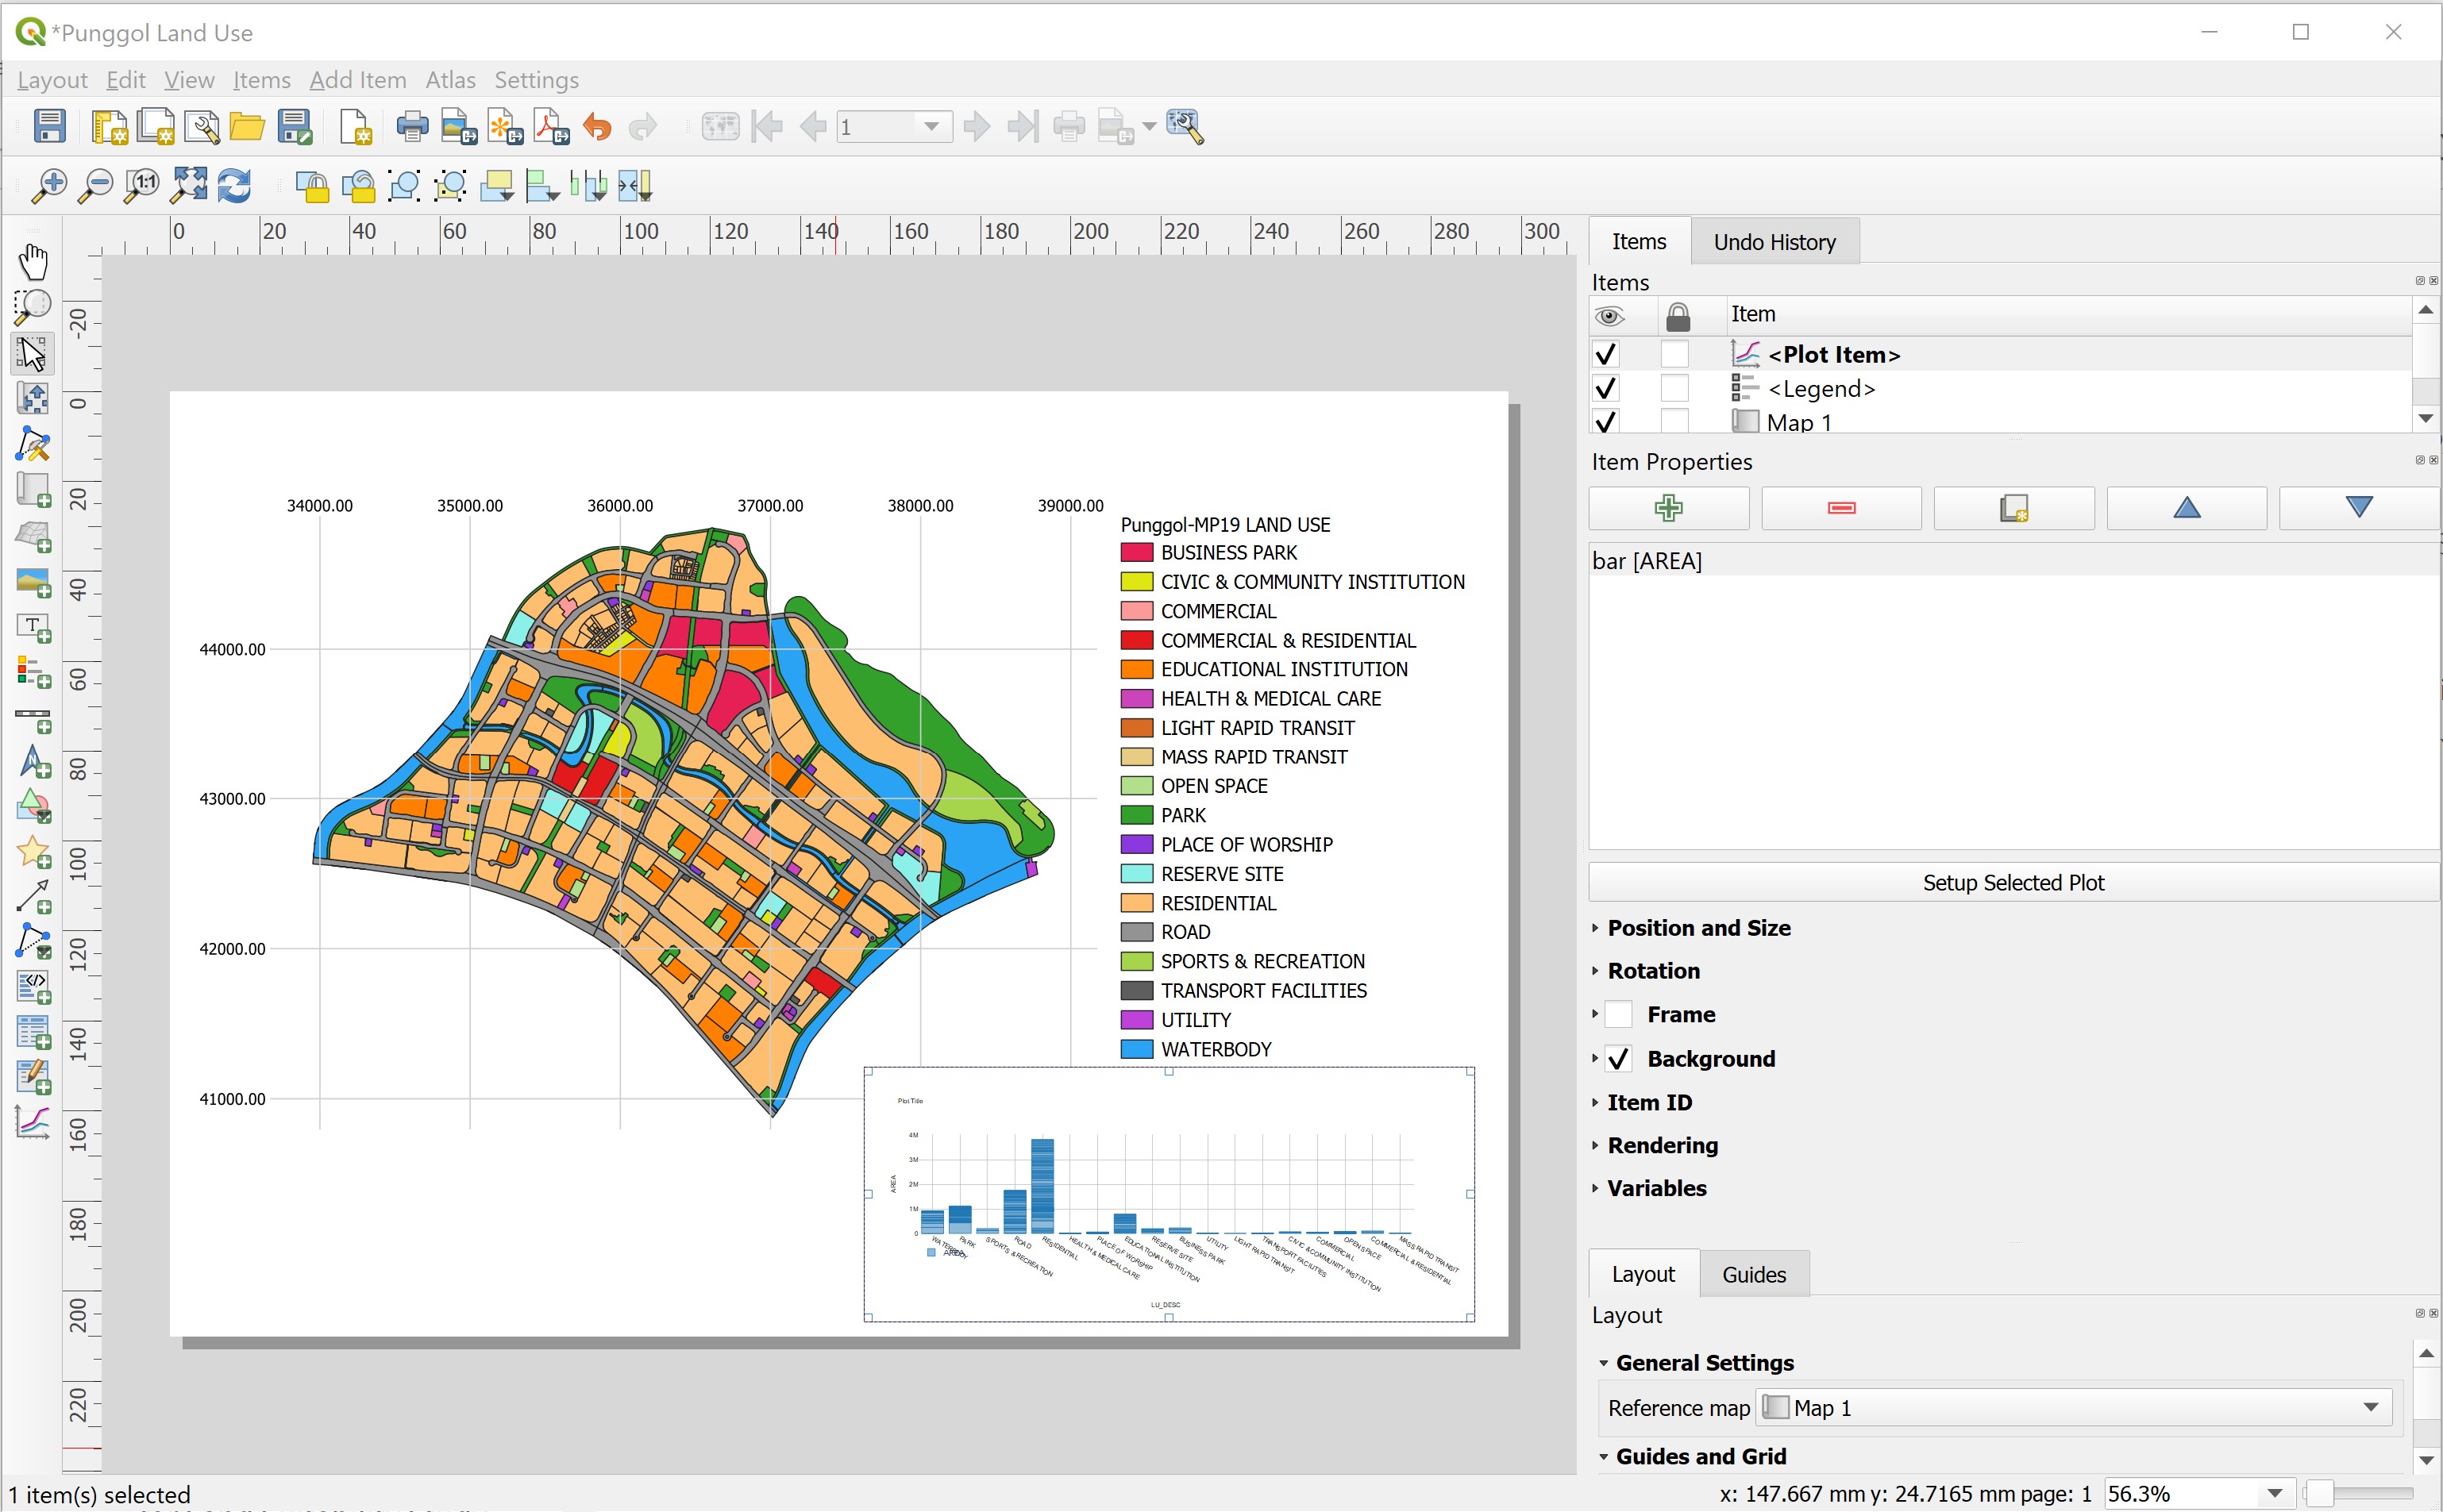 *Punggol Land Use
Layout Edit View Items Add Item Atlas Settings
1
1:1
0 20 40 60 80 100 120 140 160 180 200 220 240 260 280 300
-20
0
20
40
60
80
100
120
140
160
180
200
220
34000.00 35000.00 36000.00 37000.00 38000.00 39000.00
44000.00
43000.00
42000.00
41000.00
Punggol-MP19 LAND USE
BUSINESS PARK
CIVIC & COMMUNITY INSTITUTION
COMMERCIAL
COMMERCIAL & RESIDENTIAL
EDUCATIONAL INSTITUTION
HEALTH & MEDICAL CARE
LIGHT RAPID TRANSIT
MASS RAPID TRANSIT
OPEN SPACE
PARK
PLACE OF WORSHIP
RESERVE SITE
RESIDENTIAL
ROAD
SPORTS & RECREATION
TRANSPORT FACILITIES
UTILITY
WATERBODY
Plot Title
4M
3M
2M
1M
0
AREA
WATERBODY
PARK
SPORTS & RECREATION
ROAD
RESIDENTIAL
HEALTH & MEDICAL CARE
PLACE OF WORSHIP
EDUCATIONAL INSTITUTION
RESERVE SITE
BUSINESS PARK
UTILITY
LIGHT RAPID TRANSIT
TRANSPORT FACILITIES
CIVIC & COMMUNITY INSTITUTION
COMMERCIAL
OPEN SPACE
COMMERCIAL & RESIDENTIAL
MASS RAPID TRANSIT
AREA
LU_DESC
Items Undo History
Items
Item
<Plot Item>
<Legend>
Map 1
Item Properties
bar [AREA]
Setup Selected Plot
Position and Size
Rotation
Frame
Background
Item ID
Rendering
Variables
Layout Guides
Layout
General Settings
Reference map Map 1
Guides and Grid
1 item(s) selected
x: 147.667 mm y: 24.7165 mm page: 1 56.3%